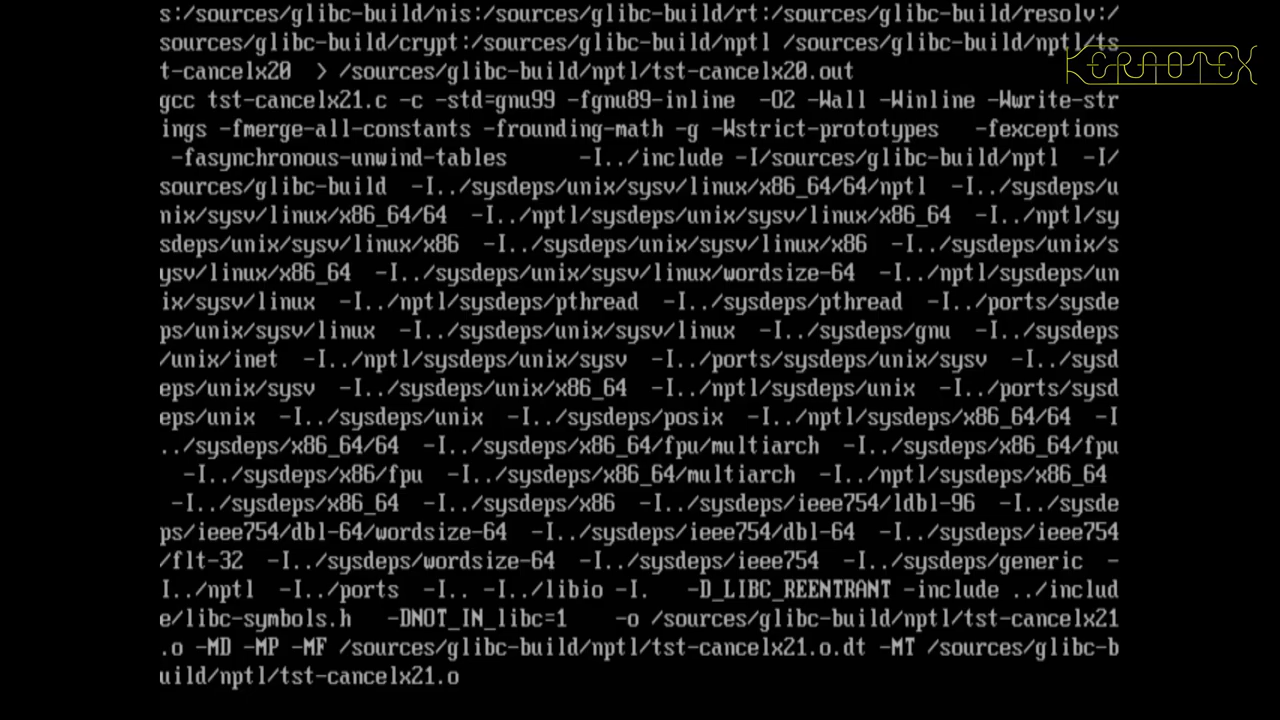 s:/sources/glibc-build/nis:/sources/glibc-build/rt:/sources/glibc-build/resolv:/
sources/glibc-build/crypt:/sources/glibc-build/nptl /sources/glibc-build/nptl/ts
t-cancelx20  > /sources/glibc-build/nptl/tst-cancelx20.out
gcc tst-cancelx21.c -c -std=gnu99 -fgnu89-inline  -O2 -Wall -Winline -Wwrite-str
ings -fmerge-all-constants -frounding-math -g -Wstrict-prototypes   -fexceptions
 -fasynchronous-unwind-tables      -I../include -I/sources/glibc-build/nptl  -I/
sources/glibc-build  -I../sysdeps/unix/sysv/linux/x86_64/64/nptl  -I../sysdeps/u
nix/sysv/linux/x86_64/64  -I../nptl/sysdeps/unix/sysv/linux/x86_64  -I../nptl/sy
sdeps/unix/sysv/linux/x86  -I../sysdeps/unix/sysv/linux/x86  -I../sysdeps/unix/s
ysv/linux/x86_64  -I../sysdeps/unix/sysv/linux/wordsize-64  -I../nptl/sysdeps/un
ix/sysv/linux  -I../nptl/sysdeps/pthread  -I../sysdeps/pthread  -I../ports/sysde
ps/unix/sysv/linux  -I../sysdeps/unix/sysv/linux  -I../sysdeps/gnu  -I../sysdeps
/unix/inet  -I../nptl/sysdeps/unix/sysv  -I../ports/sysdeps/unix/sysv  -I../sysd
eps/unix/sysv  -I../sysdeps/unix/x86_64  -I../nptl/sysdeps/unix  -I../ports/sysd
eps/unix  -I../sysdeps/unix  -I../sysdeps/posix  -I../nptl/sysdeps/x86_64/64  -I
../sysdeps/x86_64/64  -I../sysdeps/x86_64/fpu/multiarch  -I../sysdeps/x86_64/fpu
  -I../sysdeps/x86/fpu  -I../sysdeps/x86_64/multiarch  -I../nptl/sysdeps/x86_64
 -I../sysdeps/x86_64  -I../sysdeps/x86  -I../sysdeps/ieee754/ldbl-96  -I../sysde
ps/ieee754/dbl-64/wordsize-64  -I../sysdeps/ieee754/dbl-64  -I../sysdeps/ieee754
/flt-32  -I../sysdeps/wordsize-64  -I../sysdeps/ieee754  -I../sysdeps/generic  -
I../nptl  -I../ports  -I.. -I../libio -I.   -D_LIBC_REENTRANT -include ../includ
e/libc-symbols.h   -DNOT_IN_libc=1    -o /sources/glibc-build/nptl/tst-cancelx21
.o -MD -MP -MF /sources/glibc-build/nptl/tst-cancelx21.o.dt -MT /sources/glibc-b
uild/nptl/tst-cancelx21.o